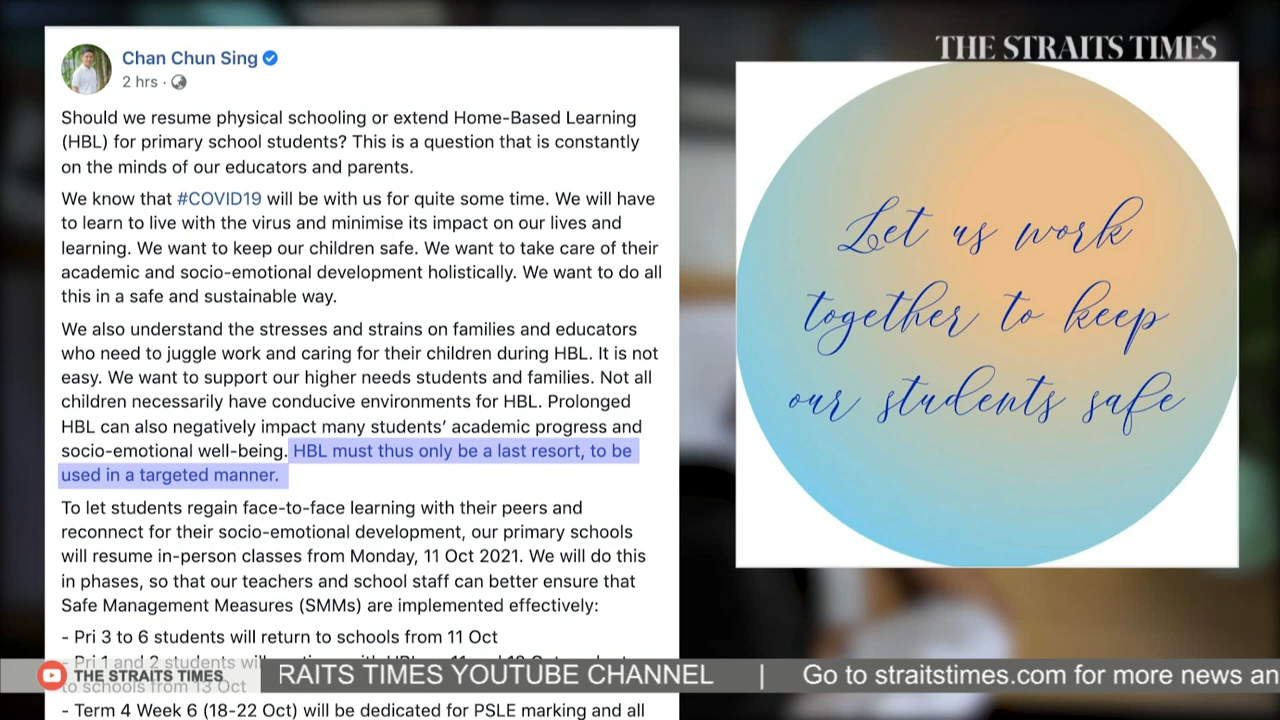 Chan Chun Sing
2 hrs ·
Should we resume physical schooling or extend Home-Based Learning
(HBL) for primary school students? This is a question that is constantly
on the minds of our educators and parents.
We know that #COVID19 will be with us for quite some time. We will have
to learn to live with the virus and minimise its impact on our lives and
learning. We want to keep our children safe. We want to take care of their
academic and socio-emotional development holistically. We want to do all
this in a safe and sustainable way.
We also understand the stresses and strains on families and educators
who need to juggle work and caring for their children during HBL. It is not
easy. We want to support our higher needs students and families. Not all
children necessarily have conducive environments for HBL. Prolonged
HBL can also negatively impact many students’ academic progress and
socio-emotional well-being. HBL must thus only be a last resort, to be
used in a targeted manner.
To let students regain face-to-face learning with their peers and
reconnect for their socio-emotional development, our primary schools
will resume in-person classes from Monday, 11 Oct 2021. We will do this
in phases, so that our teachers and school staff can better ensure that
Safe Management Measures (SMMs) are implemented effectively:
- Pri 3 to 6 students will return to schools from 11 Oct
- Pri 1 and 2 students
to schools from 13 Oct
- Term 4 Week 6 (18-22 Oct) will be dedicated for PSLE marking and all
THE STRAITS TIMES
Let us work
together to keep
our students safe
THE STRAITS TIMES
RAITS TIMES YOUTUBE CHANNEL | Go to straitstimes.com for more news an